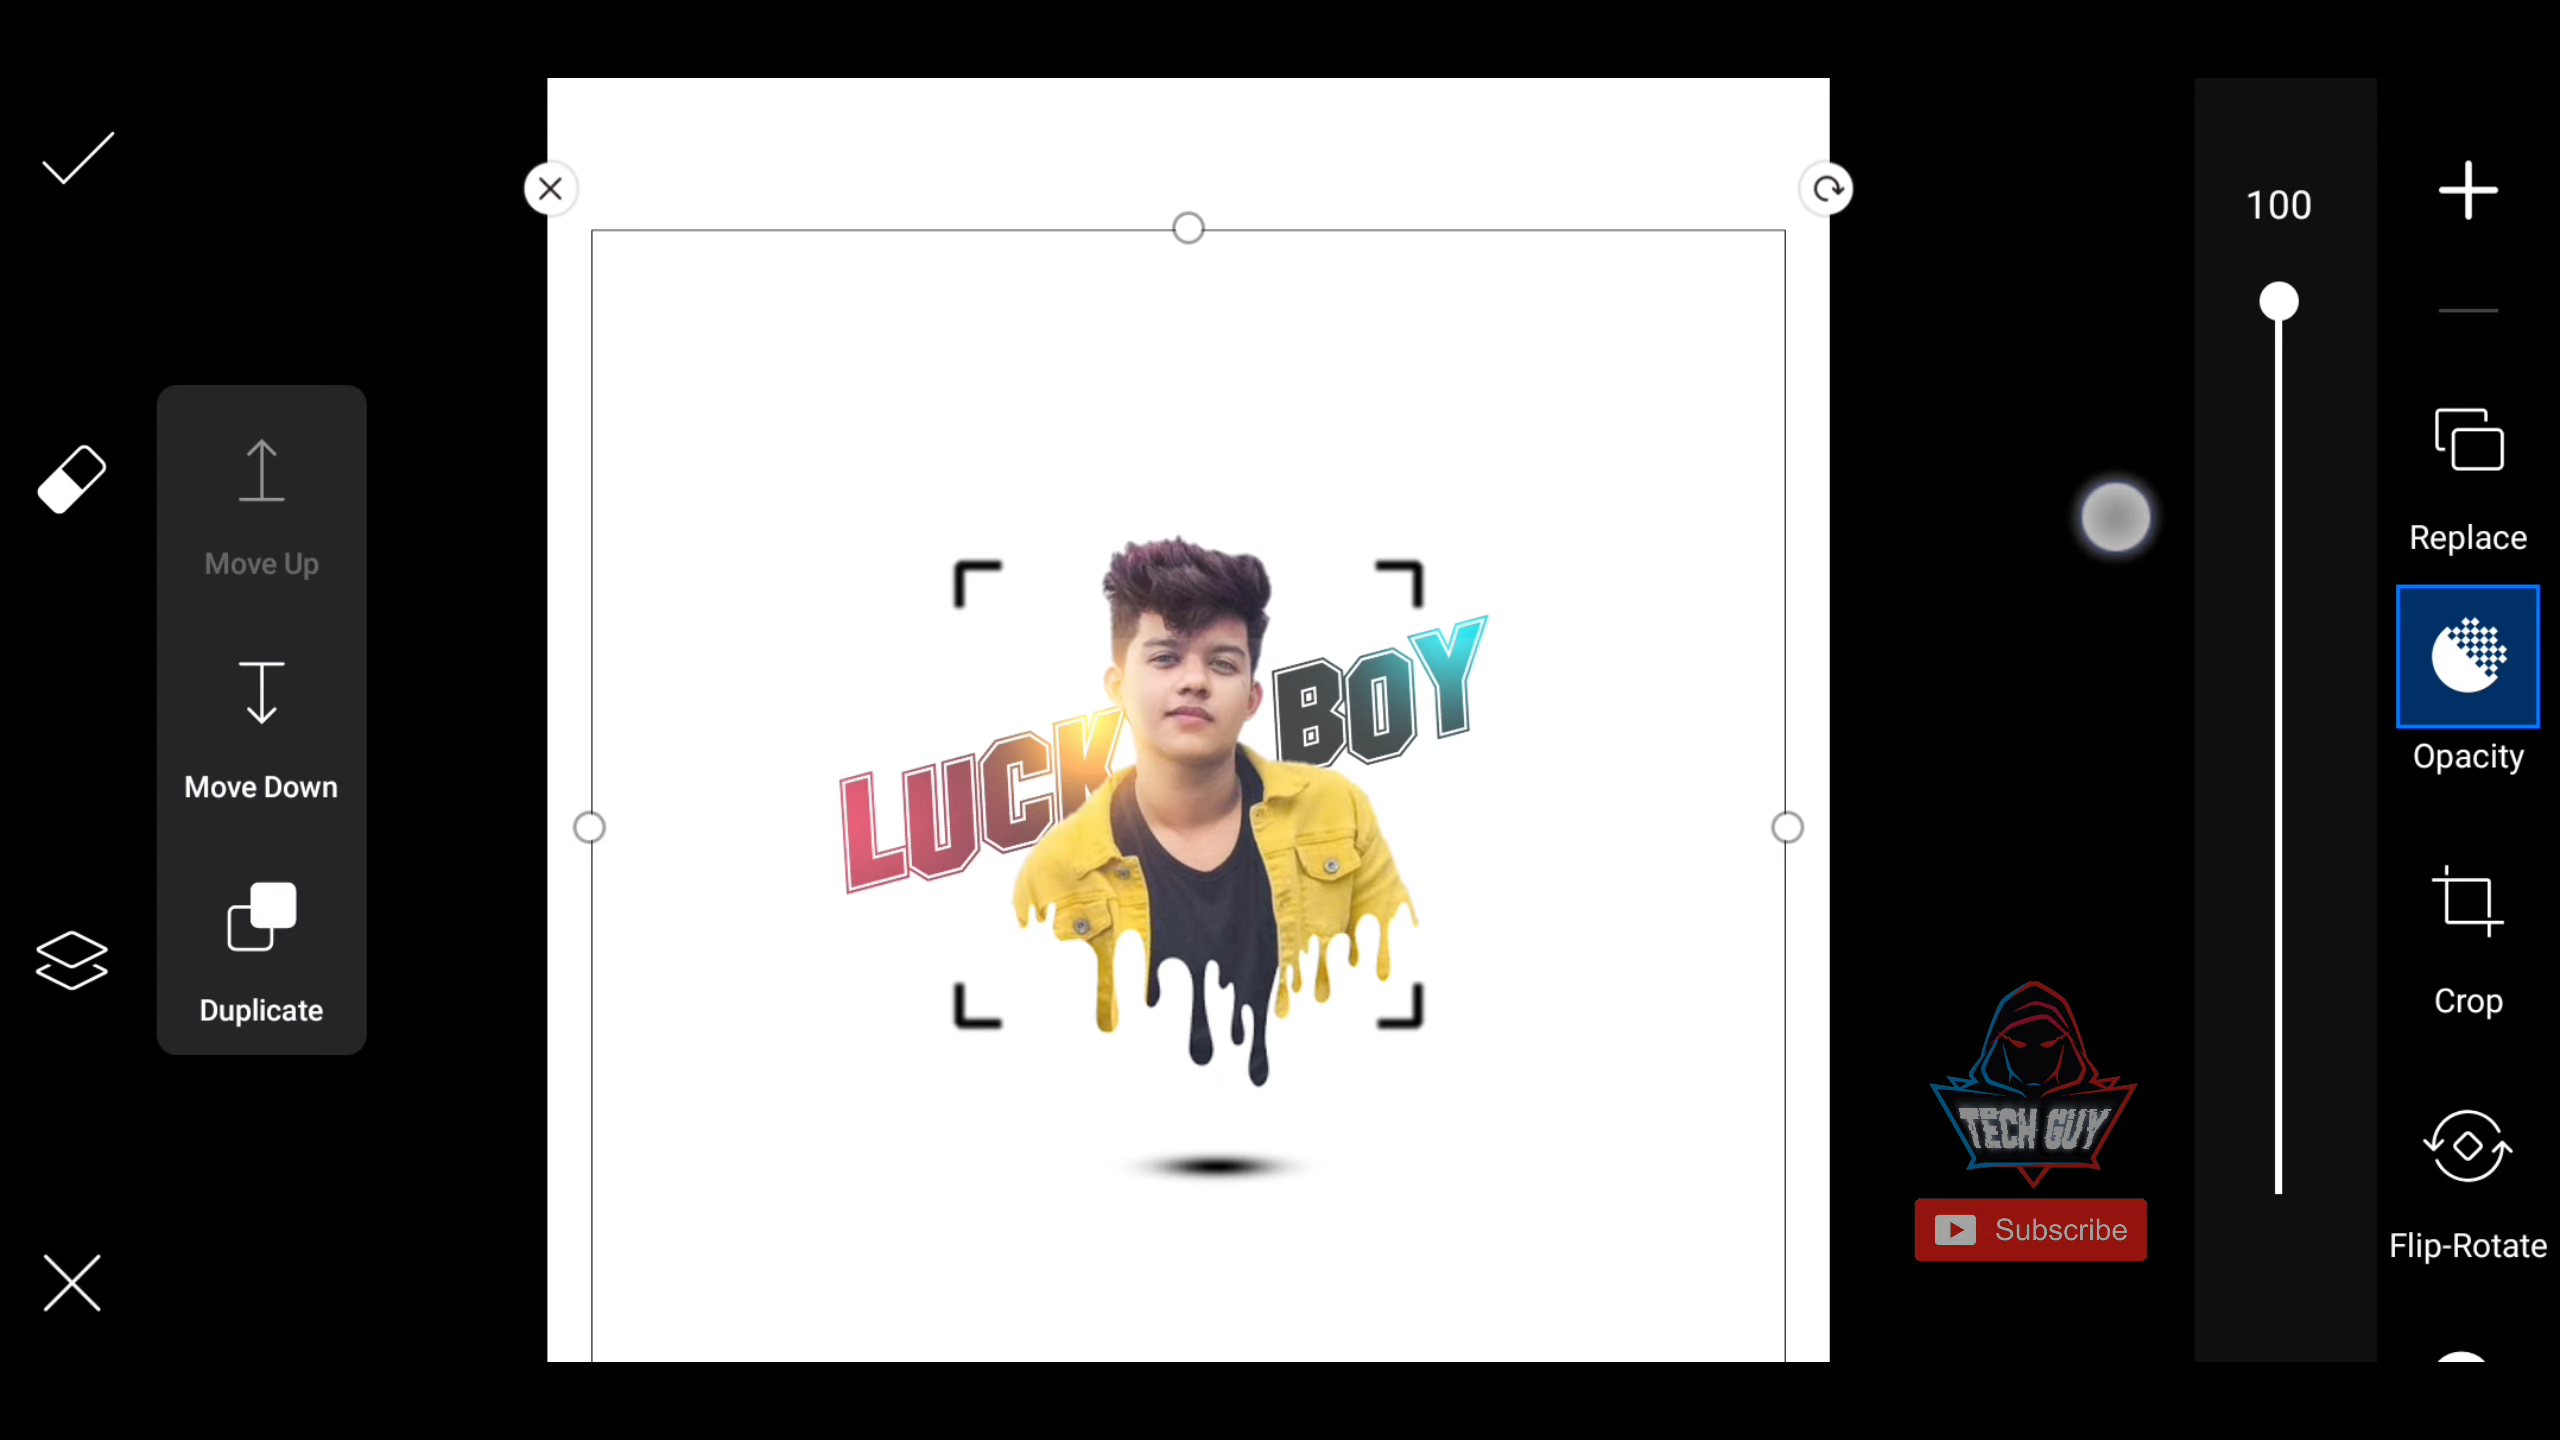 100
Replace
Move Up
Opacity
BOY
LUCK
Move Down
Crop
Duplicate
TECH GUY
Subscribe
Flip-Rotate